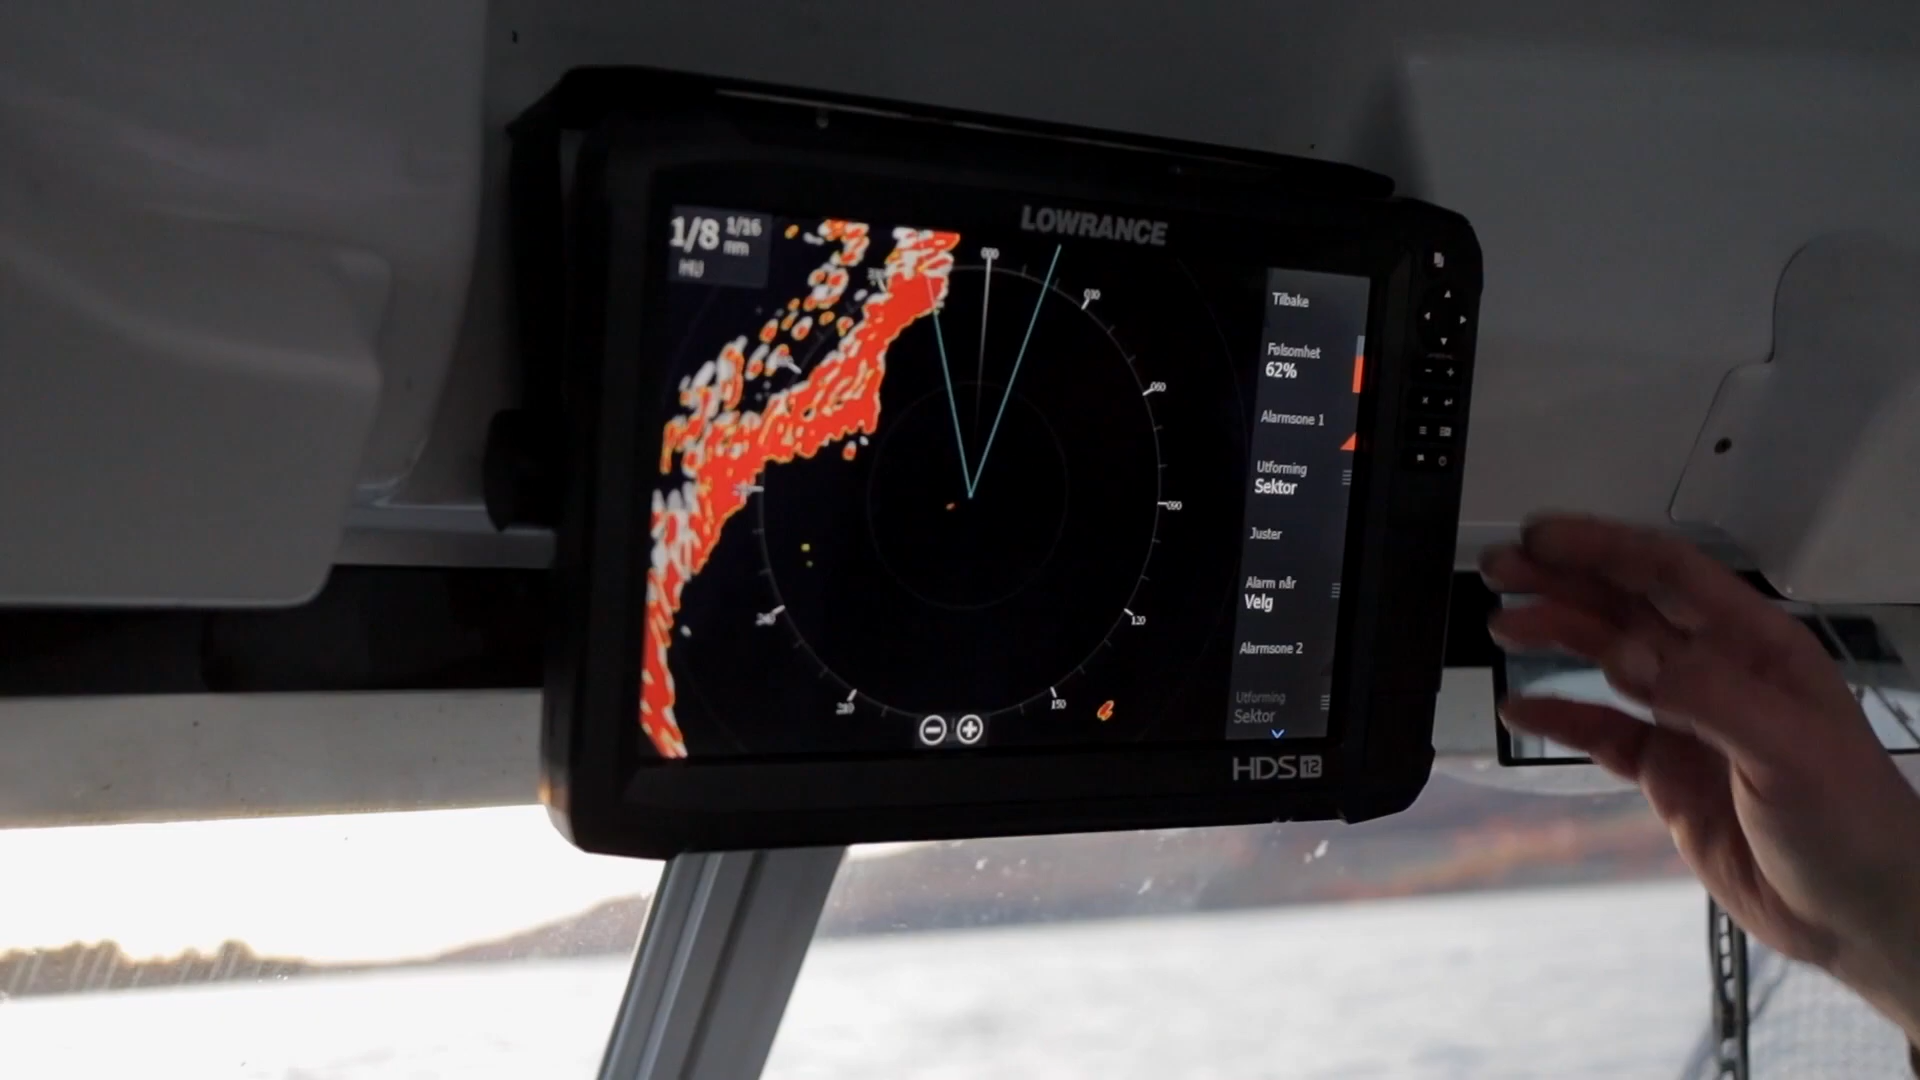 LOWRANCE
1/8 1/16
nm
HU
000
030
060
090
120
150
210
240
Tilbake
Følsomhet
62%
Alarmsone 1
Utforming
Sektor
Juster
Alarm når
Velg
Alarmsone 2
Utforming
Sektor
HDS 12